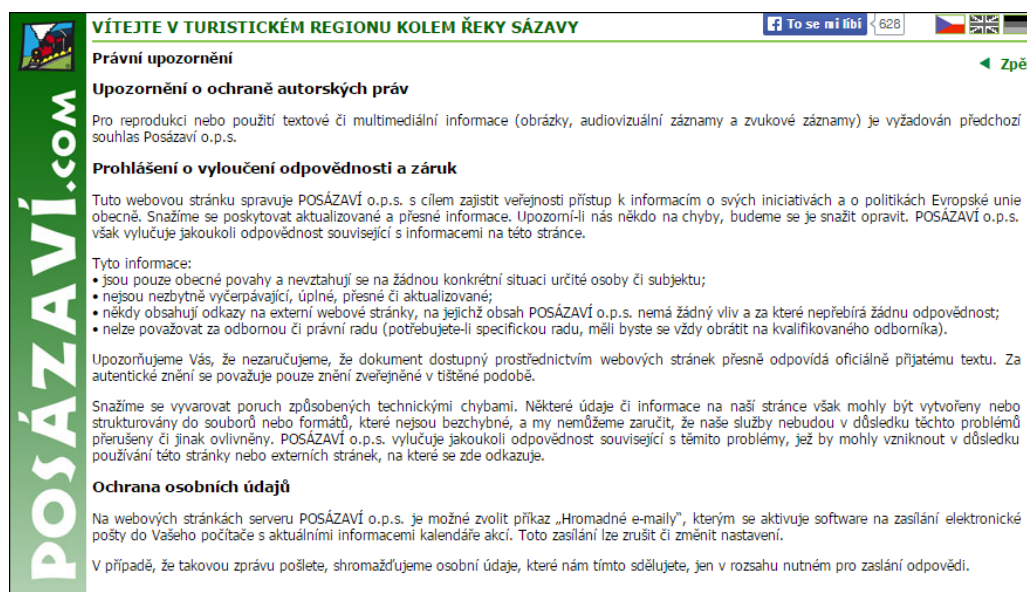 VÍTEJTE V TURISTICKÉM REGIONU KOLEM ŘEKY SÁZAVY
To se mi líbí
628
Právní upozornění
Zpě
Upozornění o ochraně autorských práv
Pro reprodukci nebo použití textové či multimediální informace (obrázky, audiovizuální záznamy a zvukové záznamy) je vyžadován předchozí
souhlas Posázaví o.p.s.
Prohlášení o vyloučení odpovědnosti a záruk
Tuto webovou stránku spravuje POSÁZAVÍ o.p.s. s cílem zajistit veřejnosti přístup k informacím o svých iniciativách a o politikách Evropské unie
obecně. Snažíme se poskytovat aktualizované a přesné informace. Upozorní-li nás někdo na chyby, budeme se je snažit opravit. POSÁZAVÍ o.p.s.
však vylučuje jakoukoli odpovědnost související s informacemi na této stránce.
Tyto informace:
• jsou pouze obecné povahy a nevztahují se na žádnou konkrétní situaci určité osoby či subjektu;
• nejsou nezbytně vyčerpávající, úplné, přesné či aktualizované;
• někdy obsahují odkazy na externí webové stránky, na jejichž obsah POSÁZAVÍ o.p.s. nemá žádný vliv a za které nepřebírá žádnu odpovědnost;
• nelze považovat za odbornou či právní radu (potřebujete-li specifickou radu, měli byste se vždy obrátit na kvalifikovaného odborníka).
Upozorňujeme Vás, že nezaručujeme, že dokument dostupný prostřednictvím webových stránek přesně odpovídá oficiálně přijatému textu. Za
autentické znění se považuje pouze znění zveřejněné v tištěné podobě.
Snažíme se vyvarovat poruch způsobených technickými chybami. Některé údaje či informace na naší stránce však mohly být vytvořeny nebo
strukturovány do souborů nebo formátů, které nejsou bezchybné, a my nemůžeme zaručit, že naše služby nebudou v důsledku těchto problémů
přerušeny či jinak ovlivněny. POSÁZAVÍ o.p.s. vylučuje jakoukoli odpovědnost související s těmito problémy, jež by mohly vzniknout v důsledku
používání této stránky nebo externích stránek, na které se zde odkazuje.
Ochrana osobních údajů
Na webových stránkách serveru POSÁZAVÍ o.p.s. je možné zvolit příkaz „Hromadné e-maily“, kterým se aktivuje software na zasílání elektronické
pošty do Vašeho počítače s aktuálními informacemi kalendáře akcí. Toto zasílání lze zrušit či změnit nastavení.
V případě, že takovou zprávu pošlete, shromažďujeme osobní údaje, které nám tímto sdělujete, jen v rozsahu nutném pro zaslání odpovědi.
POSÁZAVÍ.COM